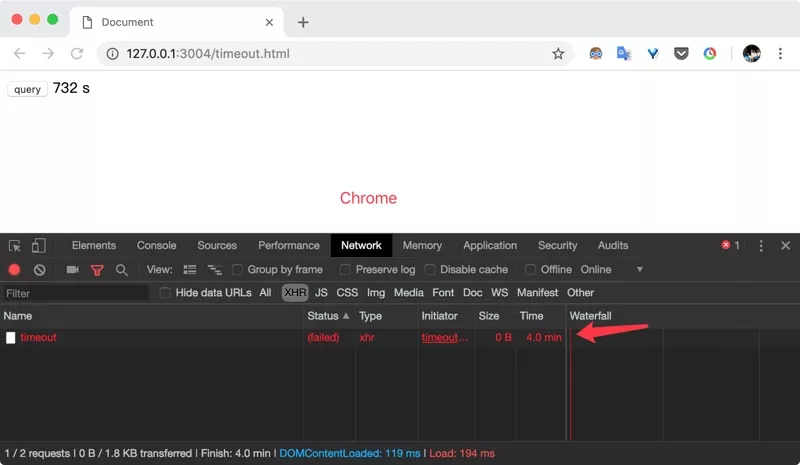 Document
127.0.0.1:3004/timeout.html
query 732 s
Chrome
Elements Console Sources Performance Network Memory Application Security Audits 1
View: Group by frame Preserve log Disable cache Offline Online
Filter Hide data URLs All XHR JS CSS Img Media Font Doc WS Manifest Other
Name Status Type Initiator Size Time Waterfall
timeout (failed) xhr timeout… 0 B 4.0 min
1 / 2 requests | 0 B / 1.8 KB transferred | Finish: 4.0 min | DOMContentLoaded: 119 ms | Load: 194 ms